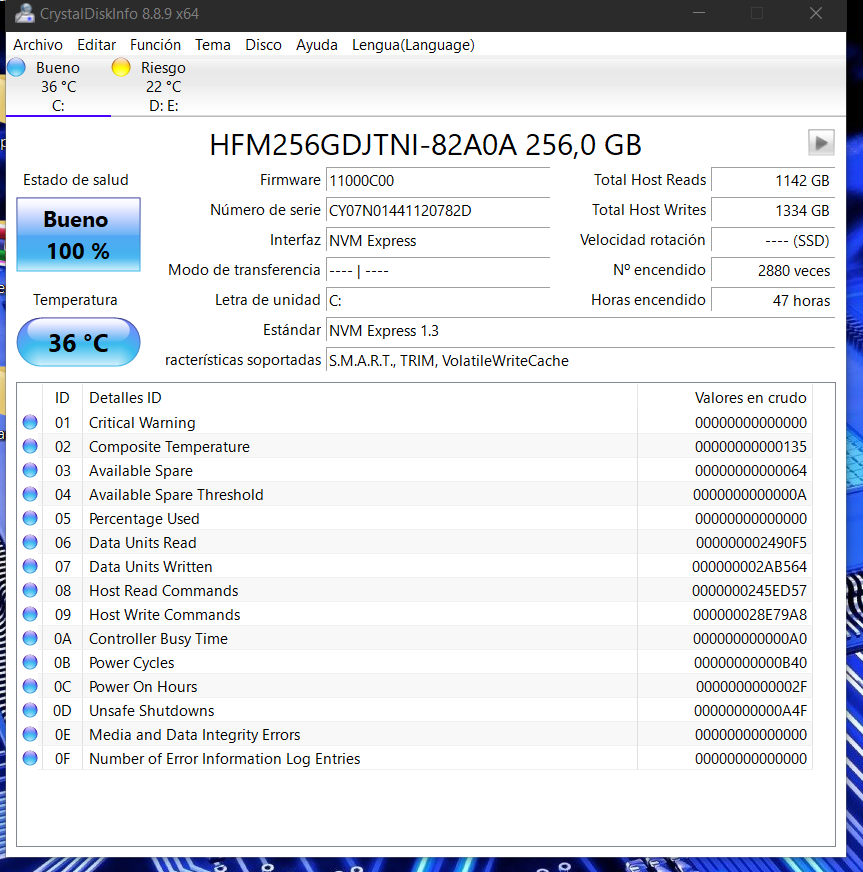 CrystalDiskInfo 8.8.9 x64
Archivo Editar Función Tema Disco Ayuda Lengua(Language)
Bueno Riesgo
36 °C 22 °C
C: D: E:
HFM256GDJTNI-82A0A 256,0 GB
Estado de salud
Bueno
100 %
Temperatura
36 °C
Firmware 11000C00
Número de serie CY07N01441120782D
Interfaz NVM Express
Modo de transferencia ---- | ----
Letra de unidad C:
Estándar NVM Express 1.3
racterísticas soportadas S.M.A.R.T., TRIM, VolatileWriteCache
Total Host Reads 1142 GB
Total Host Writes 1334 GB
Velocidad rotación ---- (SSD)
Nº encendido 2880 veces
Horas encendido 47 horas
ID Detalles ID Valores en crudo
01 Critical Warning 00000000000000
02 Composite Temperature 00000000000135
03 Available Spare 00000000000064
04 Available Spare Threshold 0000000000000A
05 Percentage Used 00000000000000
06 Data Units Read 000000002490F5
07 Data Units Written 000000002AB564
08 Host Read Commands 0000000245ED57
09 Host Write Commands 000000028E79A8
0A Controller Busy Time 000000000000A0
0B Power Cycles 00000000000B40
0C Power On Hours 0000000000002F
0D Unsafe Shutdowns 00000000000A4F
0E Media and Data Integrity Errors 00000000000000
0F Number of Error Information Log Entries 00000000000000